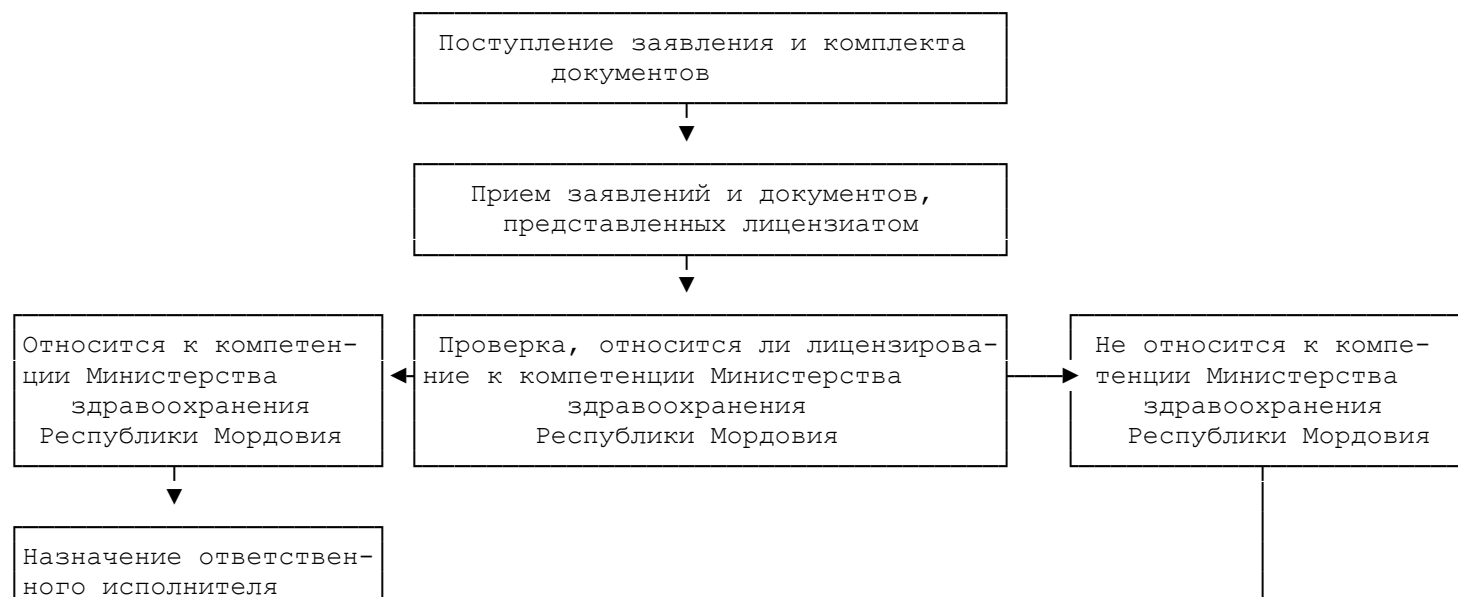 Поступление заявления и комплекта
документов
Прием заявлений и документов,
представленных лицензиатом
Относится к компетен-
ции Министерства
здравоохранения
Республики Мордовия
Проверка, относится ли лицензирова-
ние к компетенции Министерства
здравоохранения
Республики Мордовия
Не относится к компе-
тенции Министерства
здравоохранения
Республики Мордовия
Назначение ответствен-
ного исполнителя